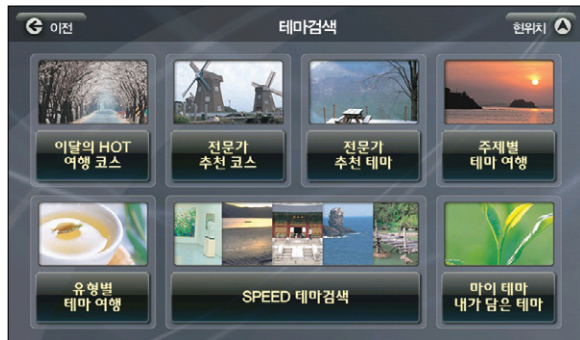 이전
테마검색
현위치
이달의 HOT
여행 코스
전문가
추천 코스
전문가
추천 테마
주제별
테마 여행
유형별
테마 여행
SPEED 테마검색
마이 테마
내가 담은 테마